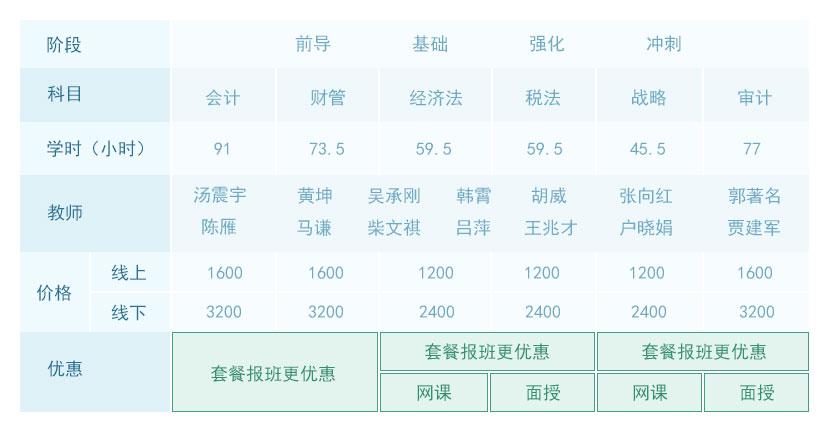 阶段 前导 基础 强化 冲刺
科目 会计 财管 经济法 税法 战略 审计
学时（小时） 91 73.5 59.5 59.5 45.5 77
教师 汤震宇 黄坤 吴承刚 韩霄 胡威 张向红 郭著名
陈雁 马谦 柴文祺 吕萍 王兆才 户晓娟 贾建军
价格 线上 1600 1600 1200 1200 1200 1600
线下 3200 3200 2400 2400 2400 3200
优惠 套餐报班更优惠 套餐报班更优惠 套餐报班更优惠
网课 面授 网课 面授